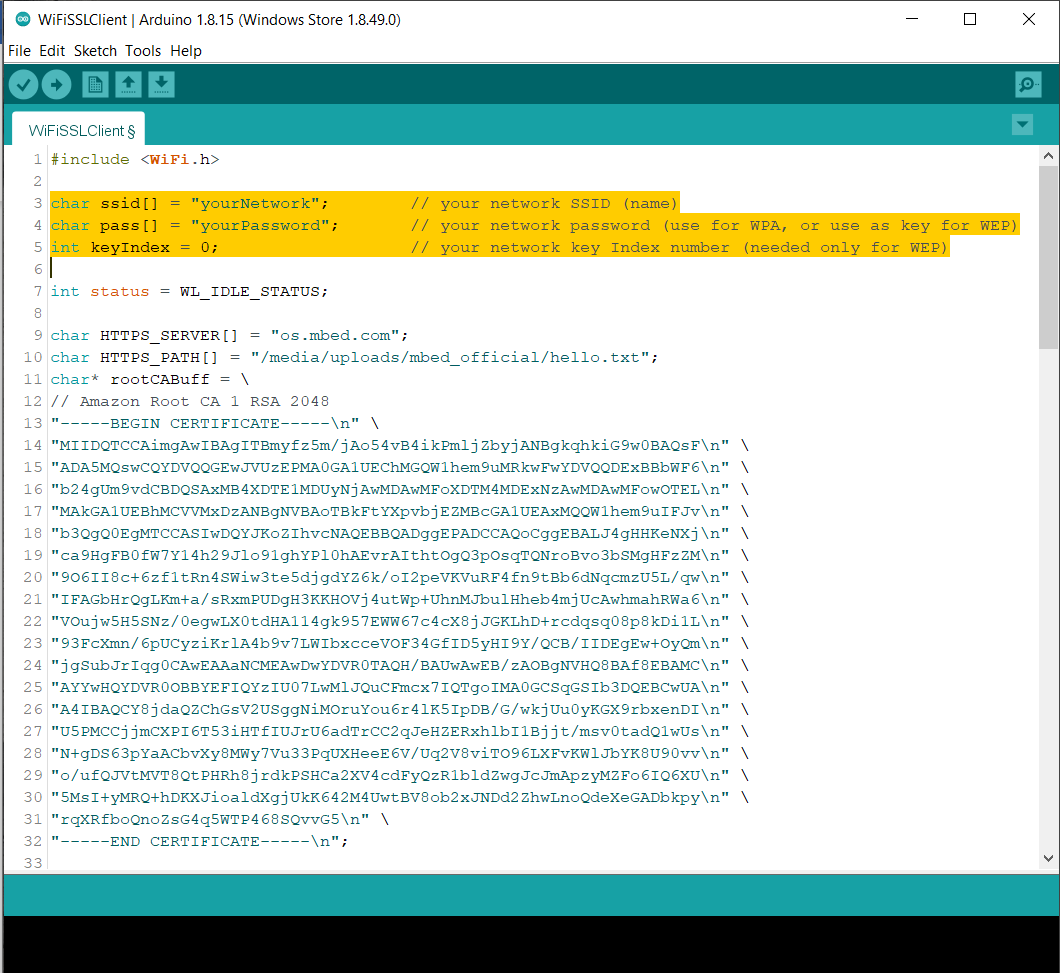 WiFiSSLClient | Arduino 1.8.15 (Windows Store 1.8.49.0)
File Edit Sketch Tools Help
WiFiSSLClient §
1 #include <WiFi.h>
2
3 char ssid[] = "yourNetwork"; // your network SSID (name)
4 char pass[] = "yourPassword"; // your network password (use for WPA, or use as key for WEP)
5 int keyIndex = 0; // your network key Index number (needed only for WEP)
6
7 int status = WL_IDLE_STATUS;
8
9 char HTTPS_SERVER[] = "os.mbed.com";
10 char HTTPS_PATH[] = "/media/uploads/mbed_official/hello.txt";
11 char* rootCABuff = \
12 // Amazon Root CA 1 RSA 2048
13 "-----BEGIN CERTIFICATE-----\n" \
14 "MIIDQTCCAimgAwIBAgITBmyfz5m/jAo54vB4ikPmljZbyjANBgkqhkiG9w0BAQsF\n" \
15 "ADA5MQswCQYDVQQGEwJVUzEPMA0GA1UEChMGQW1hem9uMRkwFwYDVQQDExBBbWF6\n" \
16 "b24gUm9vdCBDQSAxMB4XDTE1MDUyNjAwMDAwMFoXDTM4MDExNzAwMDAwMFowOTEL\n" \
17 "MAkGA1UEBhMCVVMxDzANBgNVBAoTBkFtYXpvbjEZMBcGA1UEAxMQQW1hem9uIFJv\n" \
18 "b3QgQ0EgMTCCASIwDQYJKoZIhvcNAQEBBQADggEPADCCAQoCggEBALJ4gHHKeNXj\n" \
19 "ca9HgFB0fW7Y14h29Jlo91ghYPl0hAEvrAIthtOgQ3pOsqTQNroBvo3bSMgHFzZM\n" \
20 "9O6II8c+6zf1tRn4SWiw3te5djgdYZ6k/oI2peVKVuRF4fn9tBb6dNqcmzU5L/qw\n" \
21 "IFAGbHrQgLKm+a/sRxmPUDgH3KKHOVj4utWp+UhnMJbulHheb4mjUcAwhmahRWa6\n" \
22 "VOujw5H5SNz/0egwLX0tdHA114gk957EWW67c4cX8jJGKLhD+rcdqsq08p8kDi1L\n" \
23 "93FcXmn/6pUCyziKrlA4b9v7LWIbxcceVOF34GfID5yHI9Y/QCB/IIDEgEw+OyQm\n" \
24 "jgSubJrIqg0CAwEAAaNCMEAwDwYDVR0TAQH/BAUwAwEB/zAOBgNVHQ8BAf8EBAMC\n" \
25 "AYYwHQYDVR0OBBYEFIQYzIU07LwMlJQuCFmcx7IQTgoIMA0GCSqGSIb3DQEBCwUA\n" \
26 "A4IBAQCY8jdaQZChGsV2USggNiMOruYou6r4lK5IpDB/G/wkjUu0yKGX9rbxenDI\n" \
27 "U5PMCCjjmCXPI6T53iHTfIUJrU6adTrCC2qJeHZERxhlbI1Bjjt/msv0tadQ1wUs\n" \
28 "N+gDS63pYaACbvXy8MWy7Vu33PqUXHeeE6V/Uq2V8viTO96LXFvKWlJbYK8U90vv\n" \
29 "o/ufQJVtMVT8QtPHRh8jrdkPSHCa2XV4cdFyQzR1bldZwgJcJmApzyMZFo6IQ6XU\n" \
30 "5MsI+yMRQ+hDKXJioaldXgjUkK642M4UwtBV8ob2xJNDd2ZhwLnoQdeXeGADbkpy\n" \
31 "rqXRfboQnoZsG4q5WTP468SQvvG5\n" \
32 "-----END CERTIFICATE-----\n";
33